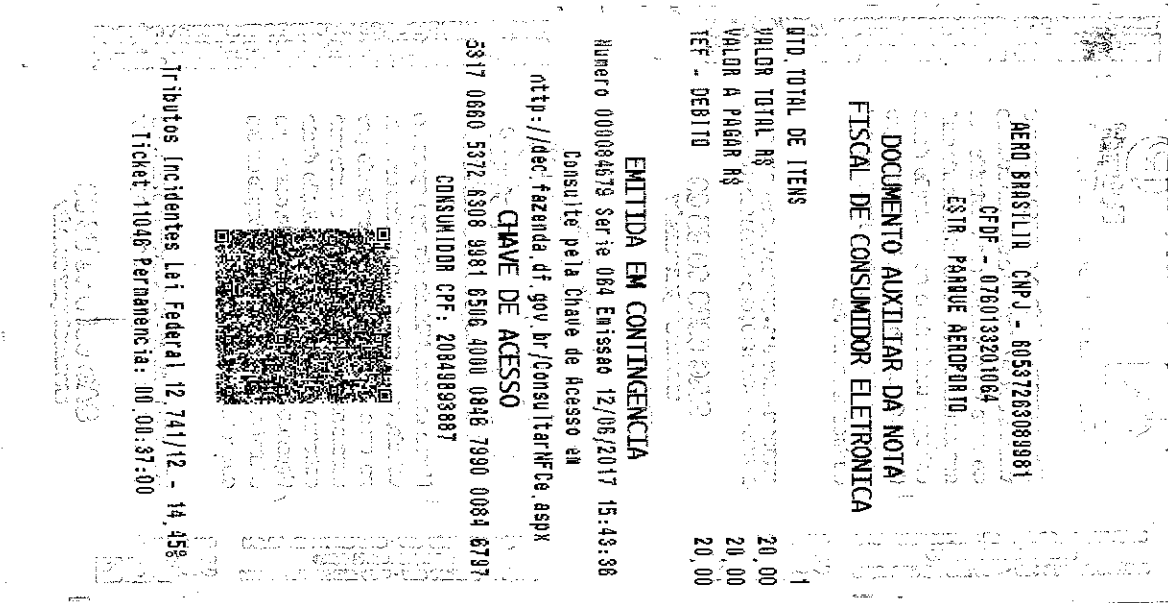 AERO BRASILIA CNPJ - 60537263089981
CFDF - 0760133201064
ESTR. PARQUE AEROPORTO
DOCUMENTO AUXILIAR DA NOTA
FISCAL DE CONSUMIDOR ELETRONICA
QTD. TOTAL DE ITENS 1
VALOR TOTAL R$ 20,00
VALOR A PAGAR R$ 20,00
TEF - DEBITO 20,00
EMITIDA EM CONTINGENCIA
Numero 000084679 Serie 064 Emissao 12/06/2017 15:43:36
Consulte pela Chave de Acesso em
http://dec.fazenda.df.gov.br/ConsultarNFCe.aspx
CHAVE DE ACESSO
5317 0660 5372 6308 9981 6506 4000 0846 7990 0084 6797
CONSUMIDOR CPF: 20849893887
Tributos Incidentes Lei Federal 12.741/12 - 14,45%
Ticket 11046 Permanencia: 00.00:37:00